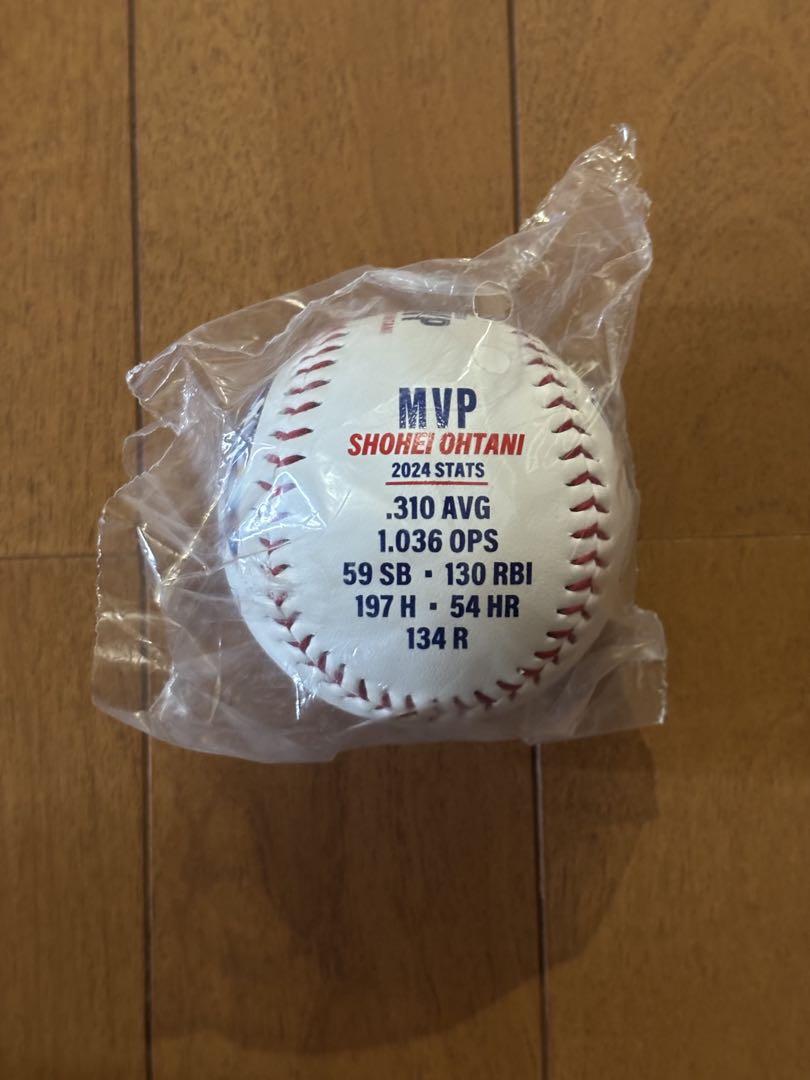 MVP
SHOHEI OHTANI
2024 STATS
.310 AVG
1.036 OPS
59 SB ▪ 130 RBI
197 H ▪ 54 HR
134 R